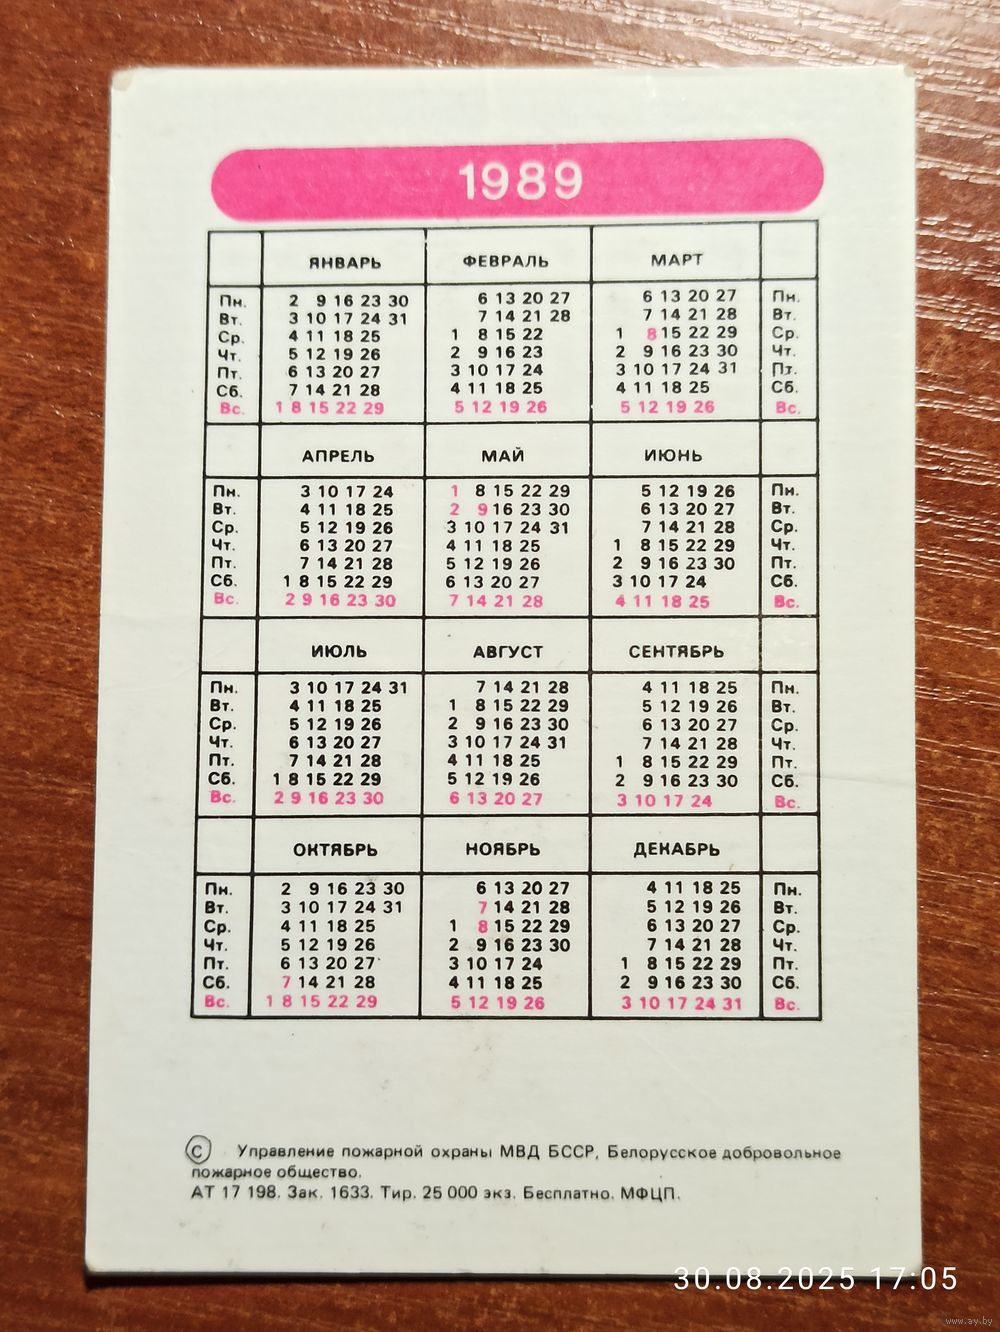 1989
ЯНВАРЬ ФЕВРАЛЬ МАРТ
Пн. 2 9 16 23 30 6 13 20 27 6 13 20 27 Пн.
Вт. 3 10 17 24 31 7 14 21 28 7 14 21 28 Вт.
Ср. 4 11 18 25 1 8 15 22 1 8 15 22 29 Ср.
Чт. 5 12 19 26 2 9 16 23 2 9 16 23 30 Чт.
Пт. 6 13 20 27 3 10 17 24 3 10 17 24 31 Пт.
Сб. 7 14 21 28 4 11 18 25 4 11 18 25 Сб.
Вс. 1 8 15 22 29 5 12 19 26 5 12 19 26 Вс.
АПРЕЛЬ МАЙ ИЮНЬ
Пн. 3 10 17 24 1 8 15 22 29 5 12 19 26 Пн.
Вт. 4 11 18 25 2 9 16 23 30 6 13 20 27 Вт.
Ср. 5 12 19 26 3 10 17 24 31 7 14 21 28 Ср.
Чт. 6 13 20 27 4 11 18 25 1 8 15 22 29 Чт.
Пт. 7 14 21 28 5 12 19 26 2 9 16 23 30 Пт.
Сб. 1 8 15 22 29 6 13 20 27 3 10 17 24 Сб.
Вс. 2 9 16 23 30 7 14 21 28 4 11 18 25 Вс.
ИЮЛЬ АВГУСТ СЕНТЯБРЬ
Пн. 3 10 17 24 31 7 14 21 28 4 11 18 25 Пн.
Вт. 4 11 18 25 1 8 15 22 29 5 12 19 26 Вт.
Ср. 5 12 19 26 2 9 16 23 30 6 13 20 27 Ср.
Чт. 6 13 20 27 3 10 17 24 31 7 14 21 28 Чт.
Пт. 7 14 21 28 4 11 18 25 1 8 15 22 29 Пт.
Сб. 1 8 15 22 29 5 12 19 26 2 9 16 23 30 Сб.
Вс. 2 9 16 23 30 6 13 20 27 3 10 17 24 Вс.
ОКТЯБРЬ НОЯБРЬ ДЕКАБРЬ
Пн. 2 9 16 23 30 6 13 20 27 4 11 18 25 Пн.
Вт. 3 10 17 24 31 7 14 21 28 5 12 19 26 Вт.
Ср. 4 11 18 25 1 8 15 22 29 6 13 20 27 Ср.
Чт. 5 12 19 26 2 9 16 23 30 7 14 21 28 Чт.
Пт. 6 13 20 27 3 10 17 24 1 8 15 22 29 Пт.
Сб. 7 14 21 28 4 11 18 25 2 9 16 23 30 Сб.
Вс. 1 8 15 22 29 5 12 19 26 3 10 17 24 31 Вс.
© Управление пожарной охраны МВД БССР, Белорусское добровольное
пожарное общество.
АТ 17 198. Зак. 1633. Тир. 25 000 экз. Бесплатно. МФЦП.
30.08.2025 17:05
www.ay.by